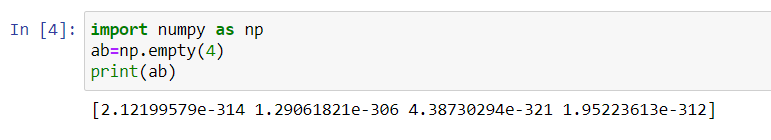 In [4]: import numpy as np
ab=np.empty(4)
print(ab)
[2.12199579e-314 1.29061821e-306 4.38730294e-321 1.95223613e-312]